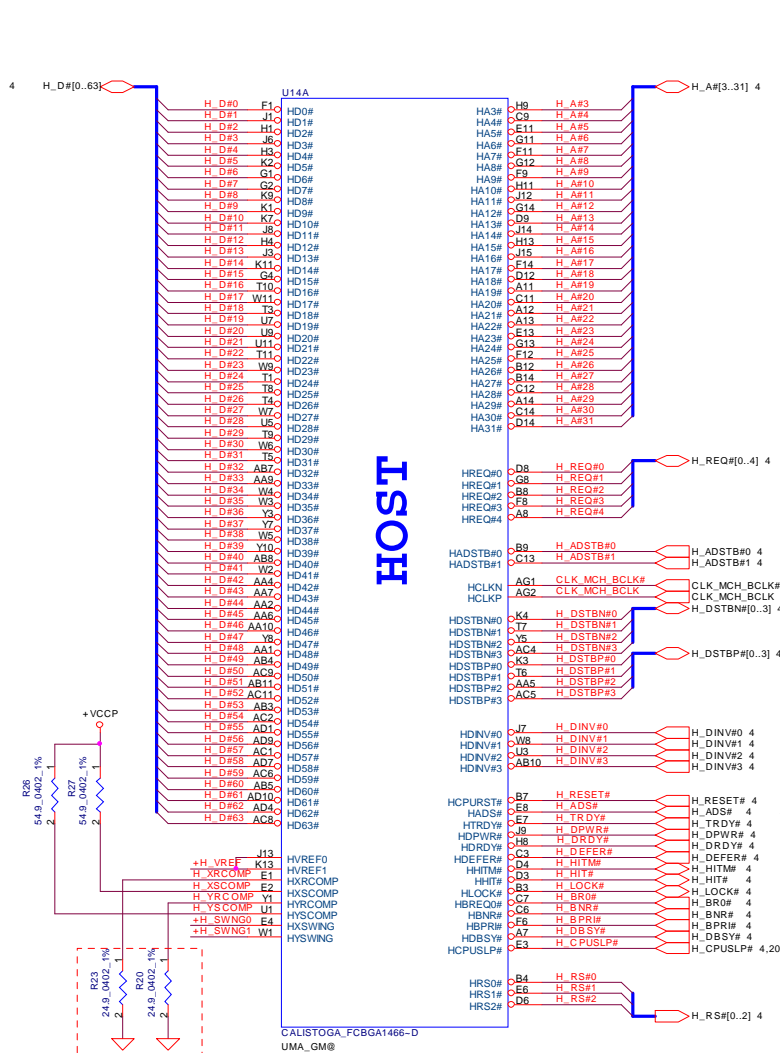 4 H_D#[0..63]
U14A
H_A#[3..31] 4
H_D#0 F1 HD0# HA3# H9 H_A#3
H_D#1 J1 HD1# HA4# C9 H_A#4
H_D#2 H1 HD2# HA5# E11 H_A#5
H_D#3 J6 HD3# HA6# G11 H_A#6
H_D#4 H3 HD4# HA7# F11 H_A#7
H_D#5 K2 HD5# HA8# G12 H_A#8
H_D#6 G1 HD6# HA9# F9 H_A#9
H_D#7 G2 HD7# HA10# H11 H_A#10
H_D#8 K9 HD8# HA11# J12 H_A#11
H_D#9 K1 HD9# HA12# G14 H_A#12
H_D#10 K7 HD10# HA13# D9 H_A#13
H_D#11 J8 HD11# HA14# J14 H_A#14
H_D#12 H4 HD12# HA15# H13 H_A#15
H_D#13 J3 HD13# HA16# J15 H_A#16
H_D#14 K11 HD14# HA17# F14 H_A#17
H_D#15 G4 HD15# HA18# D12 H_A#18
H_D#16 T10 HD16# HA19# A11 H_A#19
H_D#17 W11 HD17# HA20# C11 H_A#20
H_D#18 T3 HD18# HA21# A12 H_A#21
H_D#19 U7 HD19# HA22# A13 H_A#22
H_D#20 U9 HD20# HA23# E13 H_A#23
H_D#21 U11 HD21# HA24# G13 H_A#24
H_D#22 T11 HD22# HA25# F12 H_A#25
H_D#23 W9 HD23# HA26# B12 H_A#26
H_D#24 T1 HD24# HA27# B14 H_A#27
H_D#25 T8 HD25# HA28# C12 H_A#28
H_D#26 T4 HD26# HA29# A14 H_A#29
H_D#27 W7 HD27# HA30# C14 H_A#30
H_D#28 U5 HD28# HA31# D14 H_A#31
H_D#29 T9 HD29#
H_D#30 W6 HD30#
H_D#31 T5 HD31#
H_D#32 AB7 HD32# HREQ#0 D8 H_REQ#0 H_REQ#[0..4] 4
H_D#33 AA9 HD33# HREQ#1 G8 H_REQ#1
H_D#34 W4 HD34# HREQ#2 B8 H_REQ#2
H_D#35 W3 HD35# HREQ#3 F8 H_REQ#3
H_D#36 Y3 HD36# HREQ#4 A8 H_REQ#4
H_D#37 Y7 HD37#
H_D#38 W5 HD38#
H_D#39 Y10 HD39# HADSTB#0 B9 H_ADSTB#0 H_ADSTB#0 4
H_D#40 AB8 HD40# HADSTB#1 C13 H_ADSTB#1 H_ADSTB#1 4
H_D#41 W2 HD41#
H_D#42 AA4 HD42# HCLKN AG1 CLK_MCH_BCLK# CLK_MCH_BCLK#
H_D#43 AA7 HD43# HCLKP AG2 CLK_MCH_BCLK CLK_MCH_BCLK
H_D#44 AA2 HD44# H_DSTBN#[0..3] 4
H_D#45 AA6 HD45# HDSTBN#0 K4 H_DSTBN#0
H_D#46 AA10 HD46# HDSTBN#1 T7 H_DSTBN#1
H_D#47 Y8 HD47# HDSTBN#2 Y5 H_DSTBN#2
H_D#48 AA1 HD48# HDSTBN#3 AC4 H_DSTBN#3
H_D#49 AB4 HD49# HDSTBP#0 K3 H_DSTBP#0 H_DSTBP#[0..3] 4
H_D#50 AC9 HD50# HDSTBP#1 T6 H_DSTBP#1
H_D#51 AB11 HD51# HDSTBP#2 AA5 H_DSTBP#2
H_D#52 AC11 HD52# HDSTBP#3 AC5 H_DSTBP#3
H_D#53 AB3 HD53#
H_D#54 AC2 HD54#
H_D#55 AD1 HD55# HDINV#0 J7 H_DINV#0 H_DINV#0 4
H_D#56 AD9 HD56# HDINV#1 W8 H_DINV#1 H_DINV#1 4
H_D#57 AC1 HD57# HDINV#2 U3 H_DINV#2 H_DINV#2 4
H_D#58 AD7 HD58# HDINV#3 AB10 H_DINV#3 H_DINV#3 4
H_D#59 AC6 HD59#
H_D#60 AB5 HD60#
H_D#61 AD10 HD61# HCPURST# B7 H_RESET# H_RESET# 4
H_D#62 AD4 HD62# HADS# E8 H_ADS# H_ADS# 4
H_D#63 AC8 HD63# HTRDY# E7 H_TRDY# H_TRDY# 4
HDPWR# J9 H_DPWR# H_DPWR# 4
HDRDY# H8 H_DRDY# H_DRDY# 4
J13 HVREF0 HDEFER# C3 H_DEFER# H_DEFER# 4
+H_VREF K13 HVREF1 HHITM# D4 H_HITM# H_HITM# 4
H_XRCOMP E1 HXRCOMP HHIT# D3 H_HIT# H_HIT# 4
H_XSCOMP E2 HXSCOMP HLOCK# B3 H_LOCK# H_LOCK# 4
H_YRCOMP Y1 HYRCOMP HBREQ0# C7 H_BR0# H_BR0# 4
H_YSCOMP U1 HYSCOMP HBNR# C6 H_BNR# H_BNR# 4
+H_SWNG0 E4 HXSWING HBPRI# F6 H_BPRI# H_BPRI# 4
+H_SWNG1 W1 HYSWING HDBSY# A7 H_DBSY# H_DBSY# 4
HCPUSLP# E3 H_CPUSLP# H_CPUSLP# 4,20
HRS0# B4 H_RS#0
HRS1# E6 H_RS#1
HRS2# D6 H_RS#2
H_RS#[0..2] 4
HOST
+VCCP
R26 54.9_0402_1% 1 2
R27 54.9_0402_1% 1 2
R23 24.9_0402_1% 1 2
R20 24.9_0402_1% 1 2
CALISTOGA_FCBGA1466~D
UMA_GM@